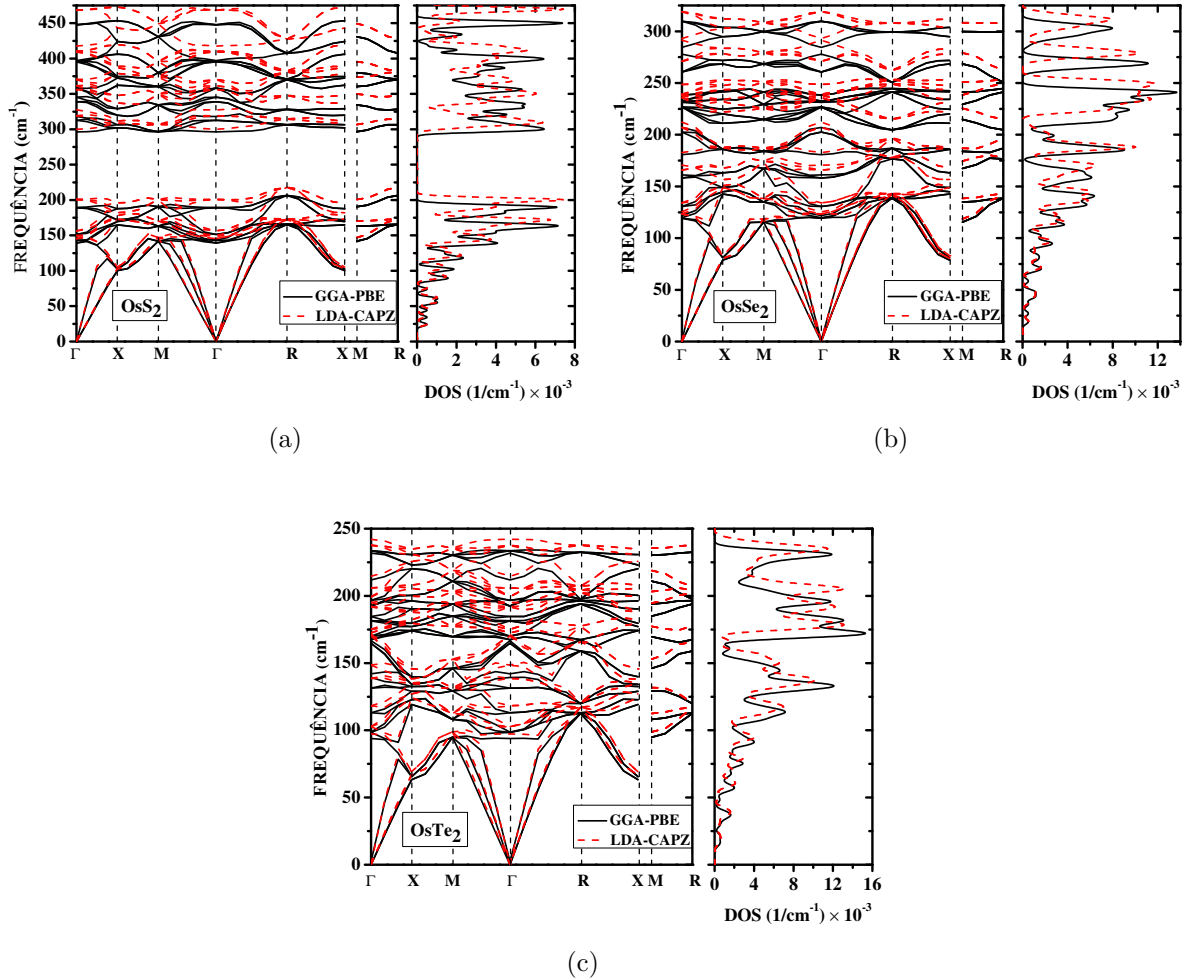 FREQUÊNCIA (cm⁻¹)
450
400
350
300
250
200
150
100
50
0
OsS₂
GGA-PBE
LDA-CAPZ
Γ X M Γ R X M R
0 2 4 6 8
DOS (1/cm⁻¹) × 10⁻³
(a)
FREQUÊNCIA (cm⁻¹)
300
250
200
150
100
50
0
OsSe₂
GGA-PBE
LDA-CAPZ
Γ X M Γ R X M R
0 4 8 12
DOS (1/cm⁻¹) × 10⁻³
(b)
FREQUÊNCIA (cm⁻¹)
250
200
150
100
50
0
OsTe₂
GGA-PBE
LDA-CAPZ
Γ X M Γ R X M R
0 4 8 12 16
DOS (1/cm⁻¹) × 10⁻³
(c)